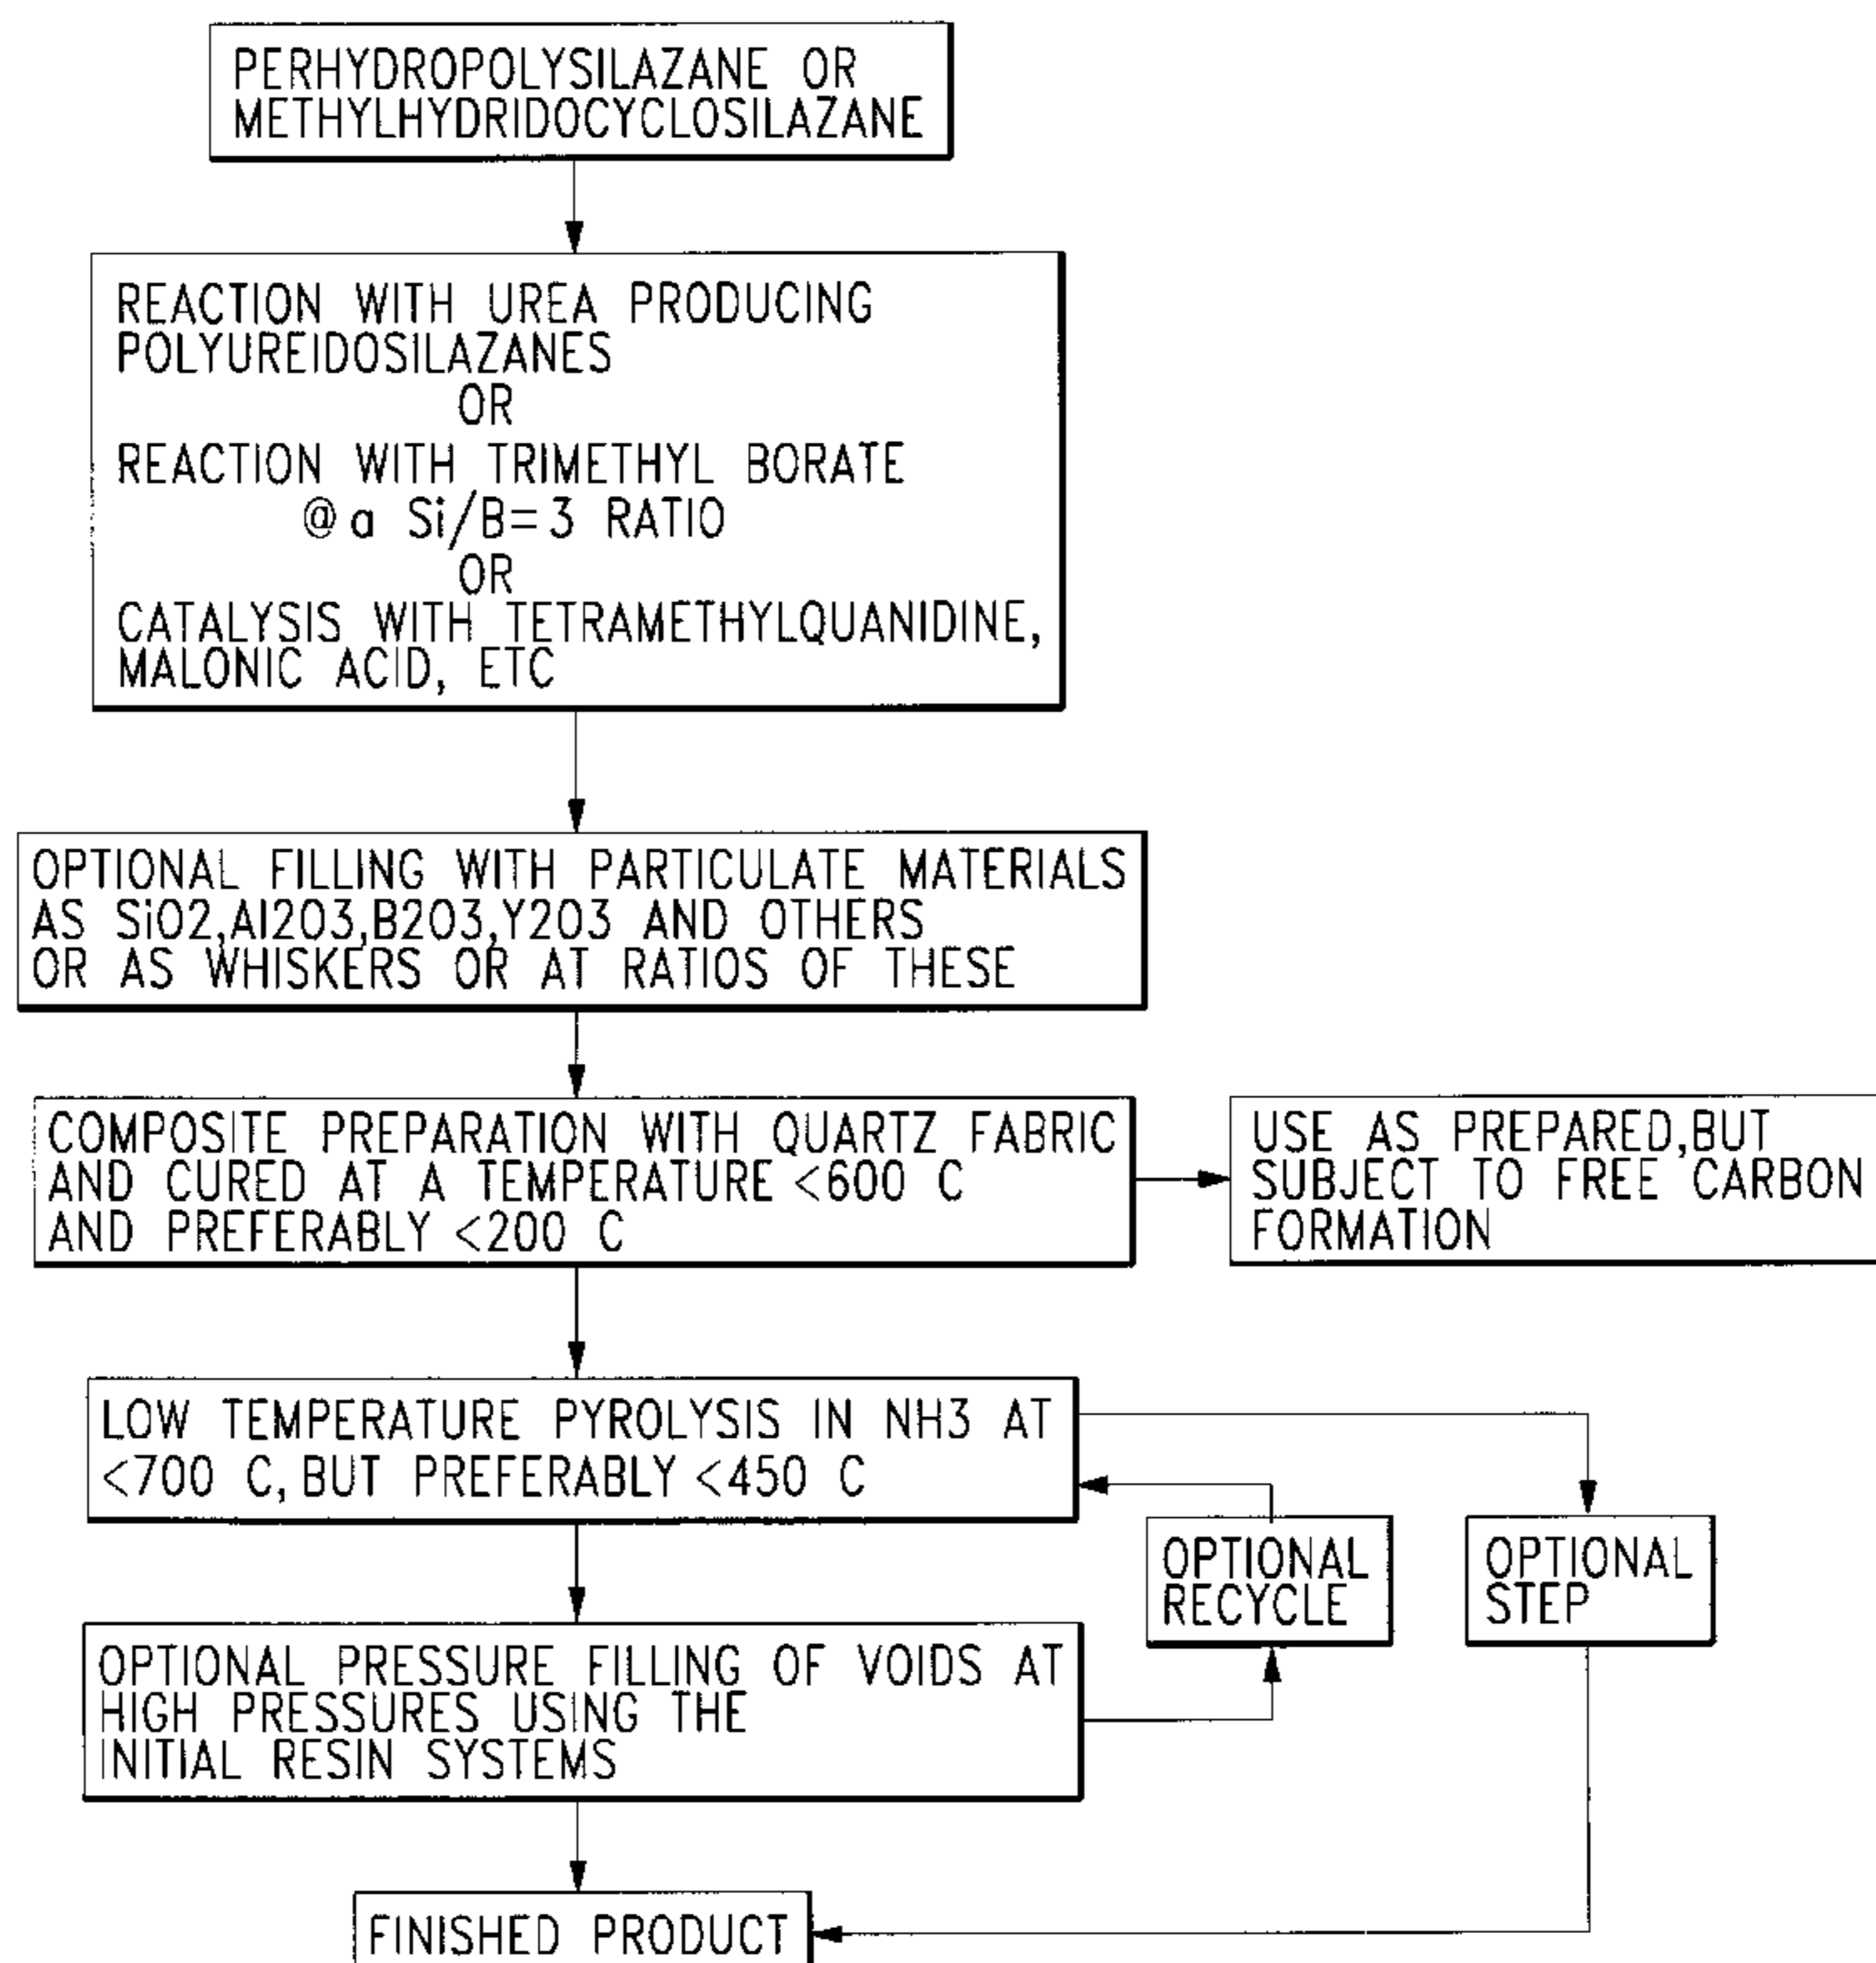 PERHYDROPOLYSILAZANE OR
METHYLHYDRIDOCYCLOSILAZANE
REACTION WITH UREA PRODUCING
POLYUREIDOSILAZANES
OR
REACTION WITH TRIMETHYL BORATE
@ a Si/B=3 RATIO
OR
CATALYSIS WITH TETRAMETHYLQUANIDINE,
MALONIC ACID, ETC
OPTIONAL FILLING WITH PARTICULATE MATERIALS
AS SiO2,Al2O3,B2O3,Y2O3 AND OTHERS
OR AS WHISKERS OR AT RATIOS OF THESE
COMPOSITE PREPARATION WITH QUARTZ FABRIC
AND CURED AT A TEMPERATURE <600 C
AND PREFERABLY <200 C
USE AS PREPARED,BUT
SUBJECT TO FREE CARBON
FORMATION
LOW TEMPERATURE PYROLYSIS IN NH3 AT
<700 C, BUT PREFERABLY <450 C
OPTIONAL
RECYCLE
OPTIONAL
STEP
OPTIONAL PRESSURE FILLING OF VOIDS AT
HIGH PRESSURES USING THE
INITIAL RESIN SYSTEMS
FINISHED PRODUCT